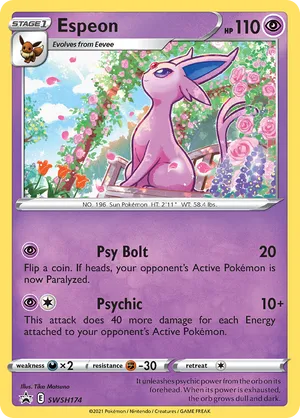 STAGE 1 Espeon HP 110
Evolves from Eevee
NO. 196 Sun Pokémon HT: 2'11" WT: 58.4 lbs.
Psy Bolt 20
Flip a coin. If heads, your opponent's Active Pokémon is
now Paralyzed.
Psychic 10+
This attack does 40 more damage for each Energy
attached to your opponent's Active Pokémon.
weakness ×2 resistance -30 retreat
Illus. Tika Matsuno
It unleashes psychic power from the orb on its
forehead. When its power is exhausted,
the orb grows dull and dark.
E SWSH174
©2021 Pokémon / Nintendo / Creatures / GAME FREAK